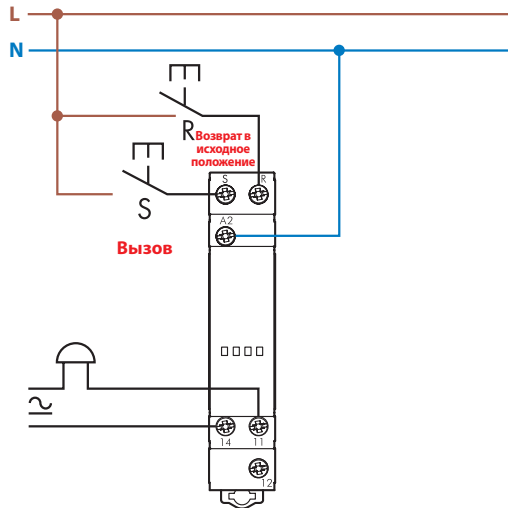 L
N
R
Возврат в
исходное
положение
S
R
S
A2
Вызов
14
11
12